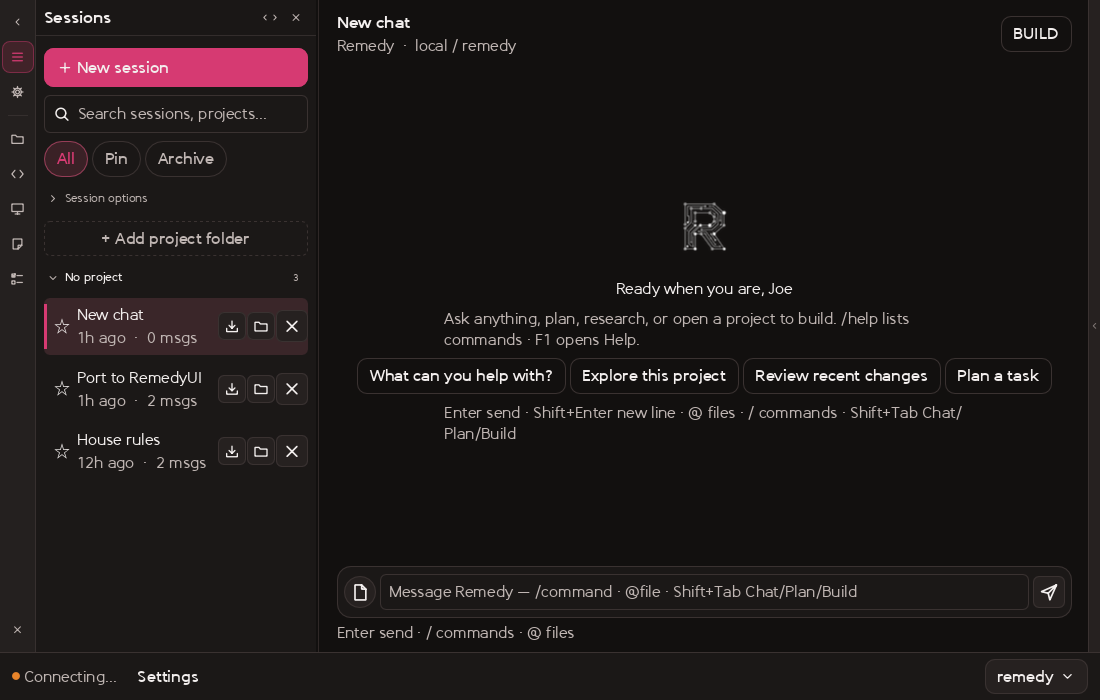 Sessions
+ New session
Search sessions, projects...
All
Pin
Archive
Session options
+ Add project folder
No project
3
New chat
1h ago · 0 msgs
Port to RemedyUI
1h ago · 2 msgs
House rules
12h ago · 2 msgs
New chat
Remedy · local / remedy
BUILD
R
Ready when you are, Joe
Ask anything, plan, research, or open a project to build. /help lists
commands · F1 opens Help.
What can you help with?
Explore this project
Review recent changes
Plan a task
Enter send · Shift+Enter new line · @ files · / commands · Shift+Tab Chat/
Plan/Build
Message Remedy — /command · @file · Shift+Tab Chat/Plan/Build
Enter send · / commands · @ files
Connecting...
Settings
remedy